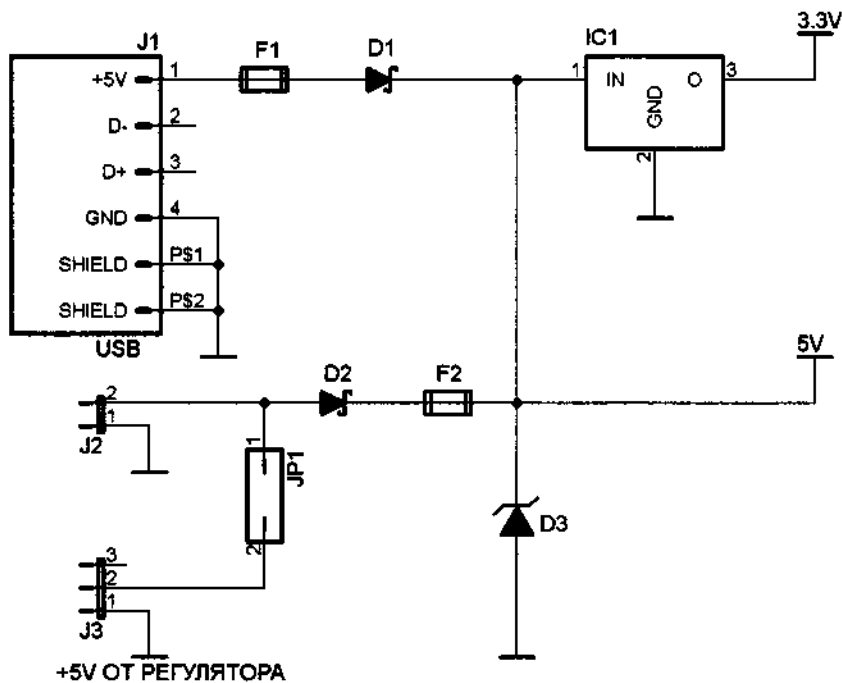 3.3V
J1
F1
D1
IC1
+5V 1
1 IN O 3
D- 2
GND
D+ 3
2
GND 4
SHIELD P$1
SHIELD P$2
USB
5V
D2
F2
2
1
J2
1
JP1
2
D3
3
2
1
J3
+5V ОТ РЕГУЛЯТОРА